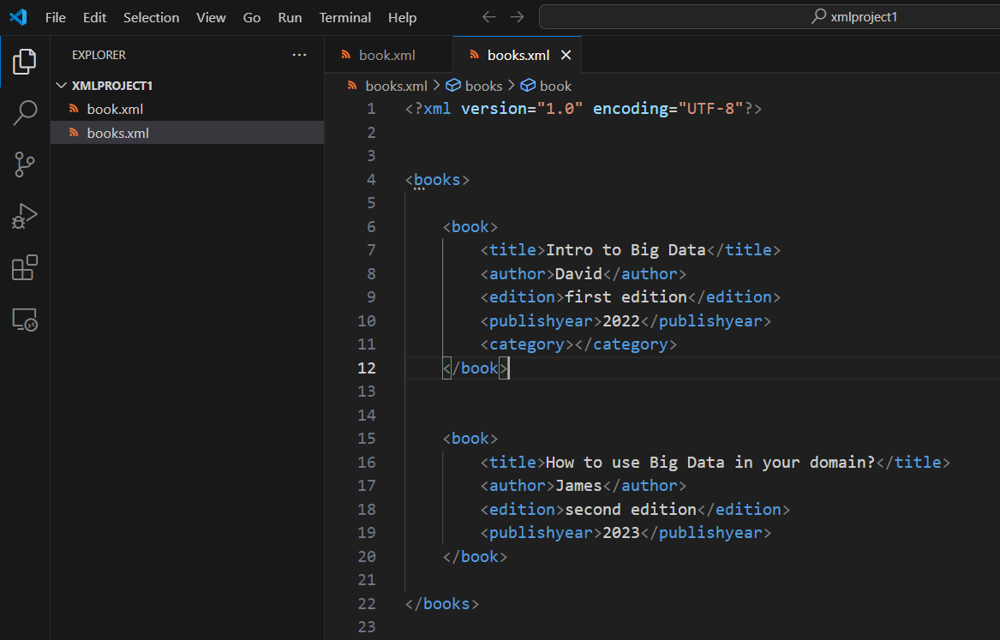 File Edit Selection View Go Run Terminal Help xmlproject1
EXPLORER ...
XMLPROJECT1
book.xml
books.xml
book.xml books.xml
books.xml > books > book
1 <?xml version="1.0" encoding="UTF-8"?>
2
3
4 <books>
5
6 <book>
7 <title>Intro to Big Data</title>
8 <author>David</author>
9 <edition>first edition</edition>
10 <publishyear>2022</publishyear>
11 <category></category>
12 </book>
13
14
15 <book>
16 <title>How to use Big Data in your domain?</title>
17 <author>James</author>
18 <edition>second edition</edition>
19 <publishyear>2023</publishyear>
20 </book>
21
22 </books>
23